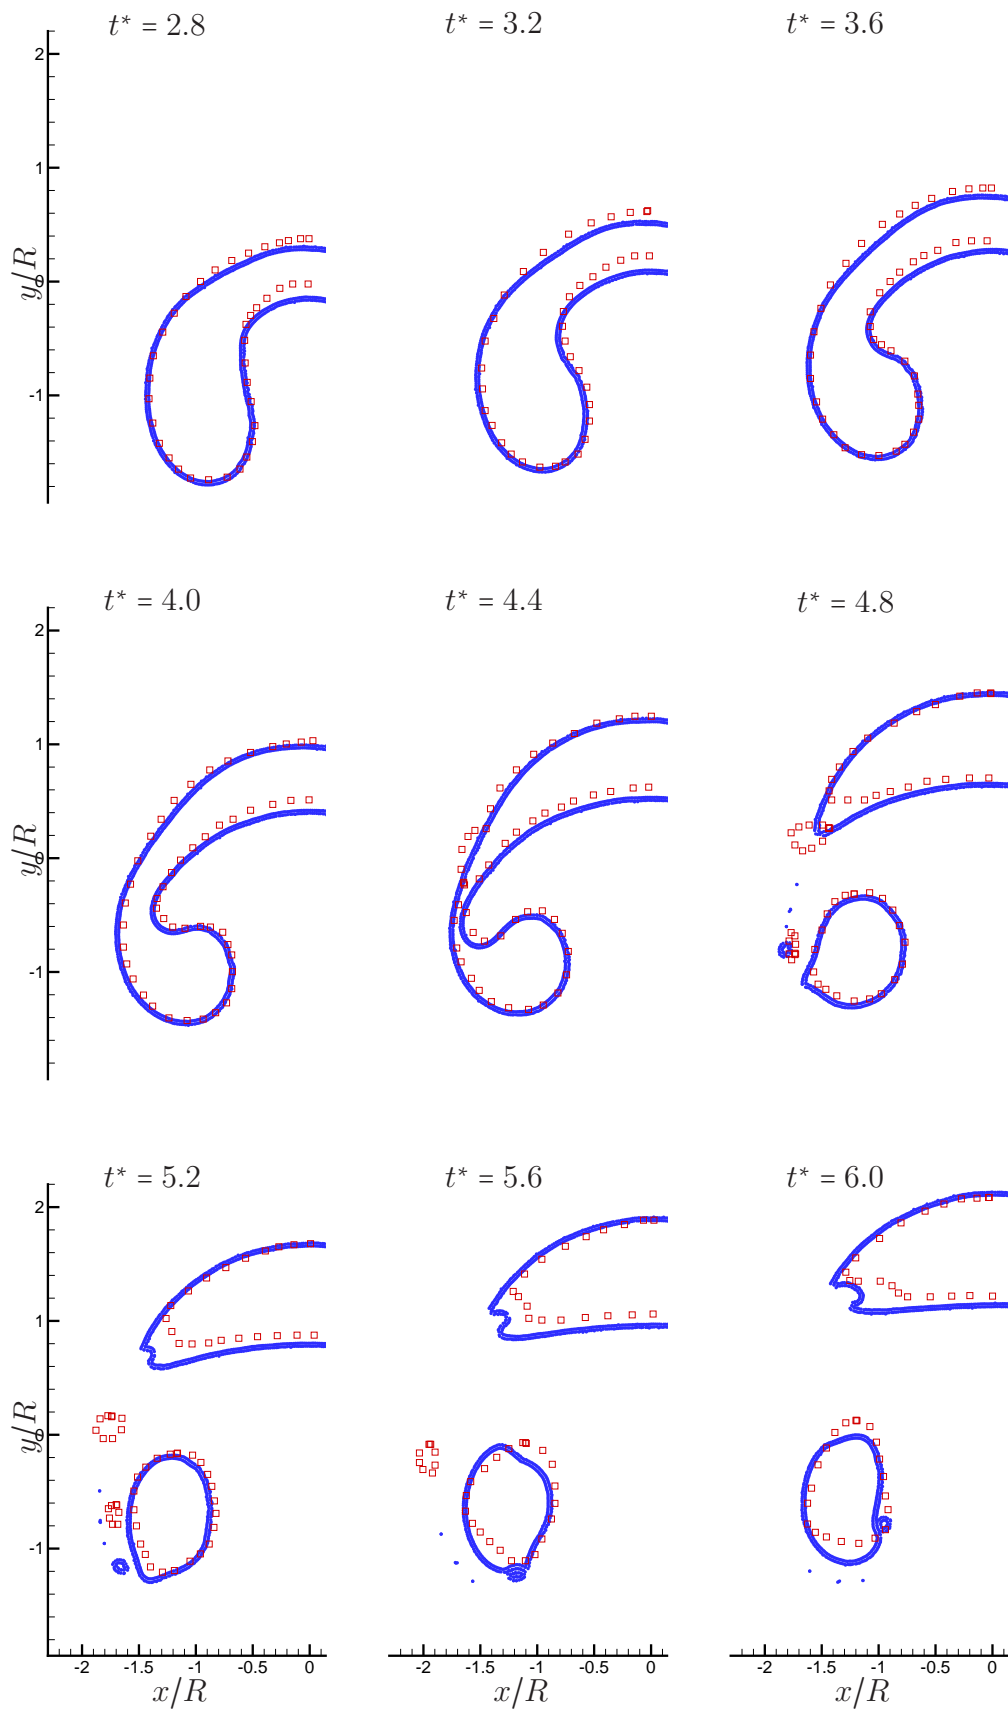 t* = 2.8 t* = 3.2 t* = 3.6
2
1
0
-1
y/R
t* = 4.0 t* = 4.4 t* = 4.8
2
1
0
-1
y/R
t* = 5.2 t* = 5.6 t* = 6.0
2
1
0
-1
y/R
-2 -1.5 -1 -0.5 0 -2 -1.5 -1 -0.5 0 -2 -1.5 -1 -0.5 0
x/R x/R x/R